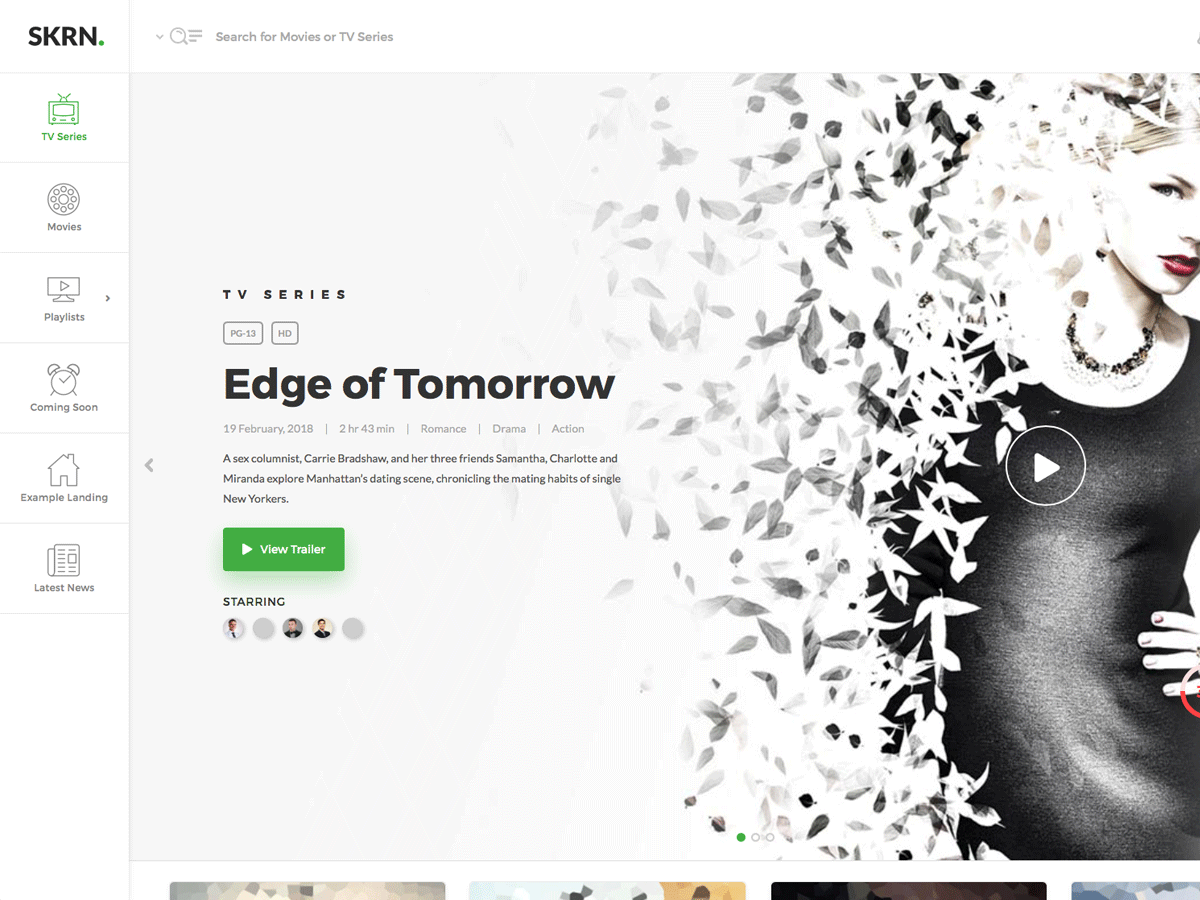 SKRN.
Search for Movies or TV Series
TV Series
Movies
Playlists
Coming Soon
Example Landing
Latest News
TV SERIES
PG-13 HD
Edge of Tomorrow
19 February, 2018 | 2 hr 43 min | Romance | Drama | Action
A sex columnist, Carrie Bradshaw, and her three friends Samantha, Charlotte and
Miranda explore Manhattan's dating scene, chronicling the mating habits of single
New Yorkers.
View Trailer
STARRING